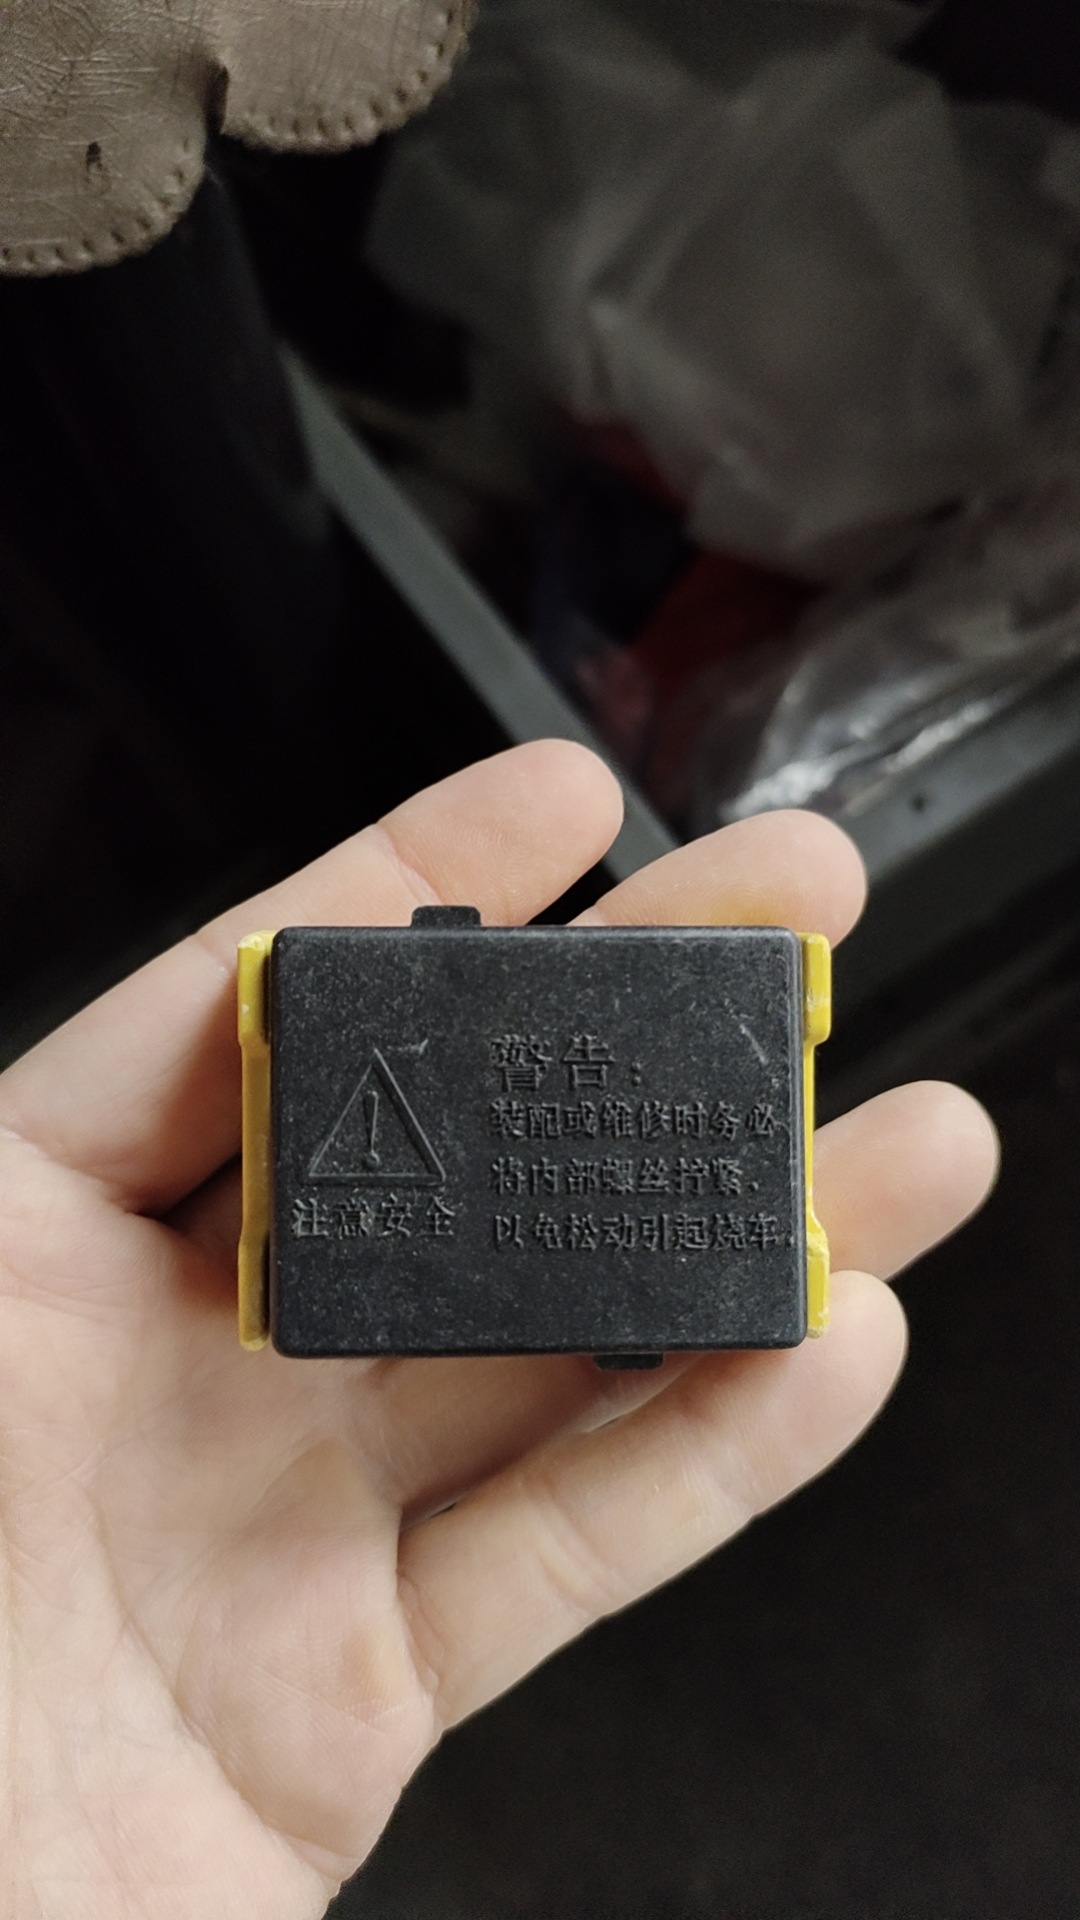 警告：
装配或维修时务必
将内部螺丝拧紧，
以免松动引起烧车。
注意安全